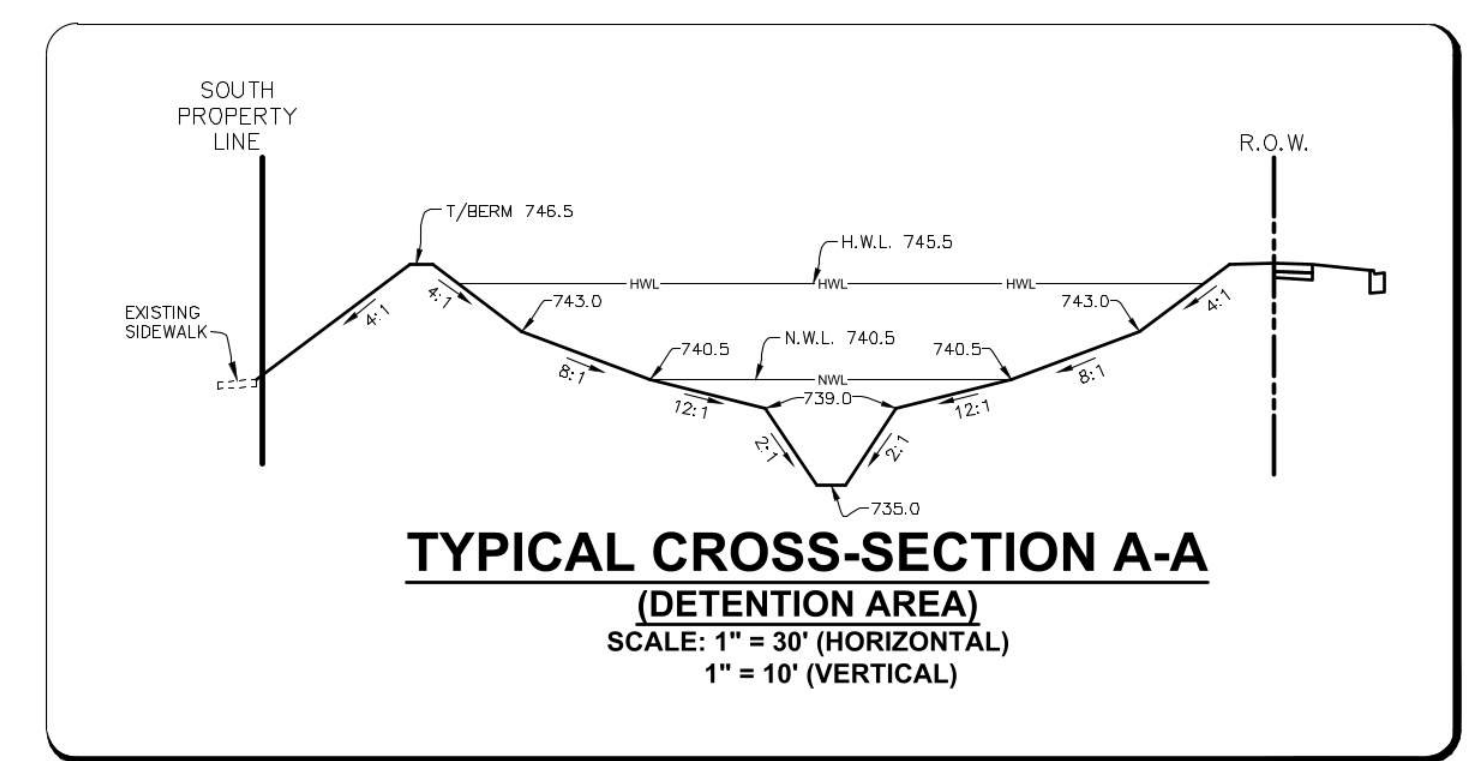 SOUTH
PROPERTY
LINE
R.O.W.
T/BERM 746.5
H.W.L. 745.5
HWL
HWL
HWL
4:1
4:1
743.0
743.0
4:1
EXISTING
SIDEWALK
N.W.L. 740.5
740.5
740.5
8:1
NWL
8:1
12:1
739.0
12:1
2:1
2:1
735.0
TYPICAL CROSS-SECTION A-A
(DETENTION AREA)
SCALE: 1" = 30' (HORIZONTAL)
1" = 10' (VERTICAL)